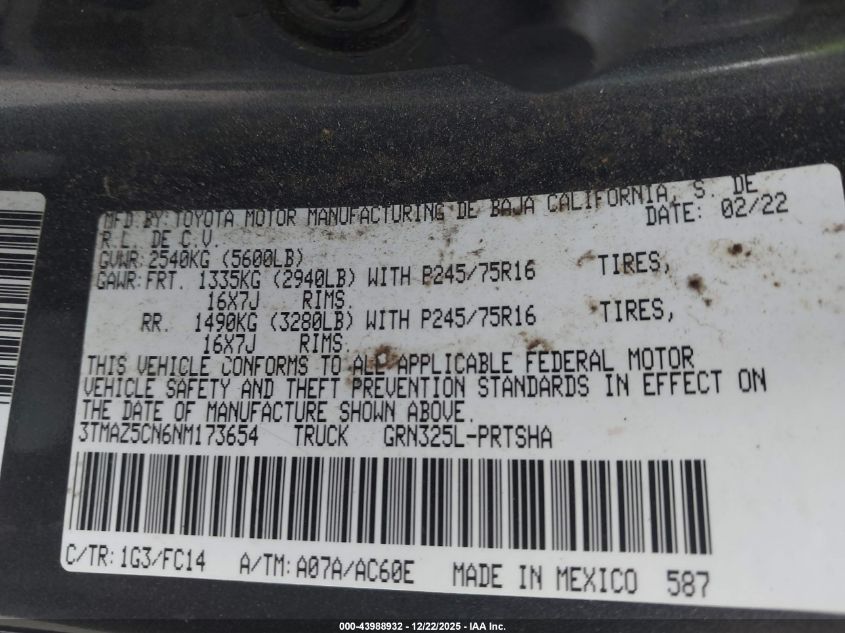 MFD.BY:TOYOTA MOTOR MANUFACTURING DE BAJA CALIFORNIA, S. DE
R.L. DE C.V. DATE: 02/22
GVWR:2540KG (5600LB)
GAWR:FRT. 1335KG (2940LB) WITH P245/75R16 TIRES,
16X7J RIMS.
RR. 1490KG (3280LB) WITH P245/75R16 TIRES,
16X7J RIMS.
THIS VEHICLE CONFORMS TO ALL APPLICABLE FEDERAL MOTOR
VEHICLE SAFETY AND THEFT PREVENTION STANDARDS IN EFFECT ON
THE DATE OF MANUFACTURE SHOWN ABOVE.
3TMAZ5CN6NM173654 TRUCK GRN325L-PRTSHA
C/TR:1G3/FC14 A/TM:A07A/AC60E MADE IN MEXICO 587
000-43988932 - 12/22/2025 - IAA Inc.